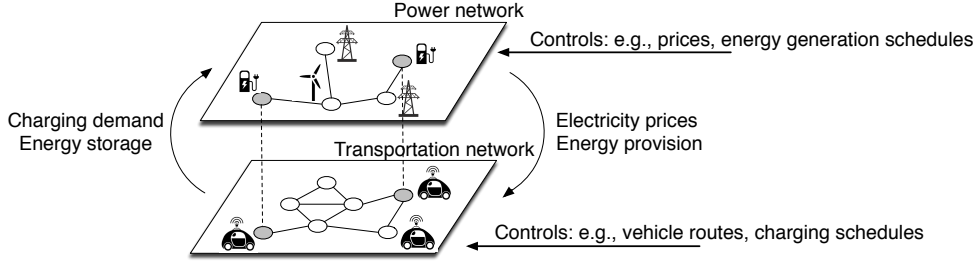 Power network
Controls: e.g., prices, energy generation schedules
Charging demand
Energy storage
Electricity prices
Energy provision
Transportation network
Controls: e.g., vehicle routes, charging schedules